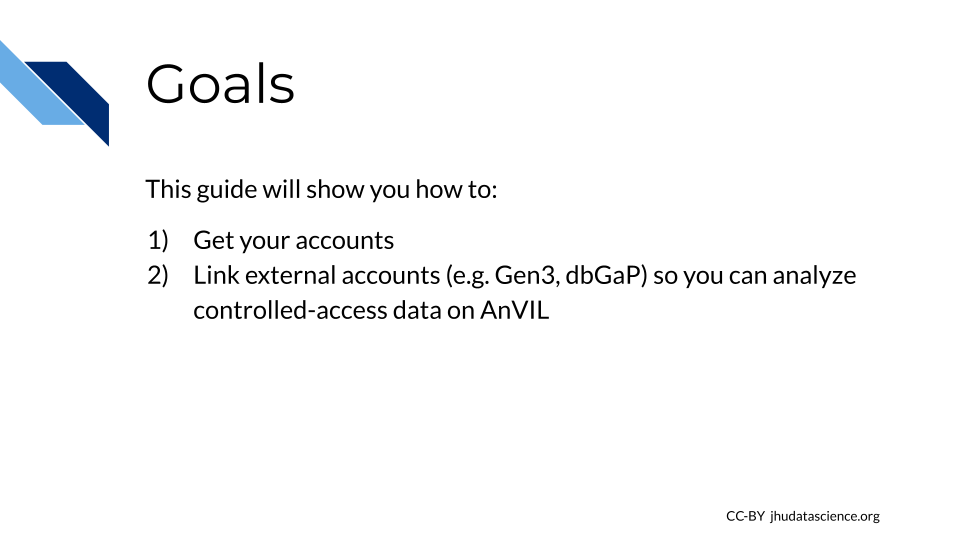 Goals
This guide will show you how to:
1) Get your accounts
2) Link external accounts (e.g. Gen3, dbGaP) so you can analyze
controlled-access data on AnVIL
CC-BY jhudatascience.org